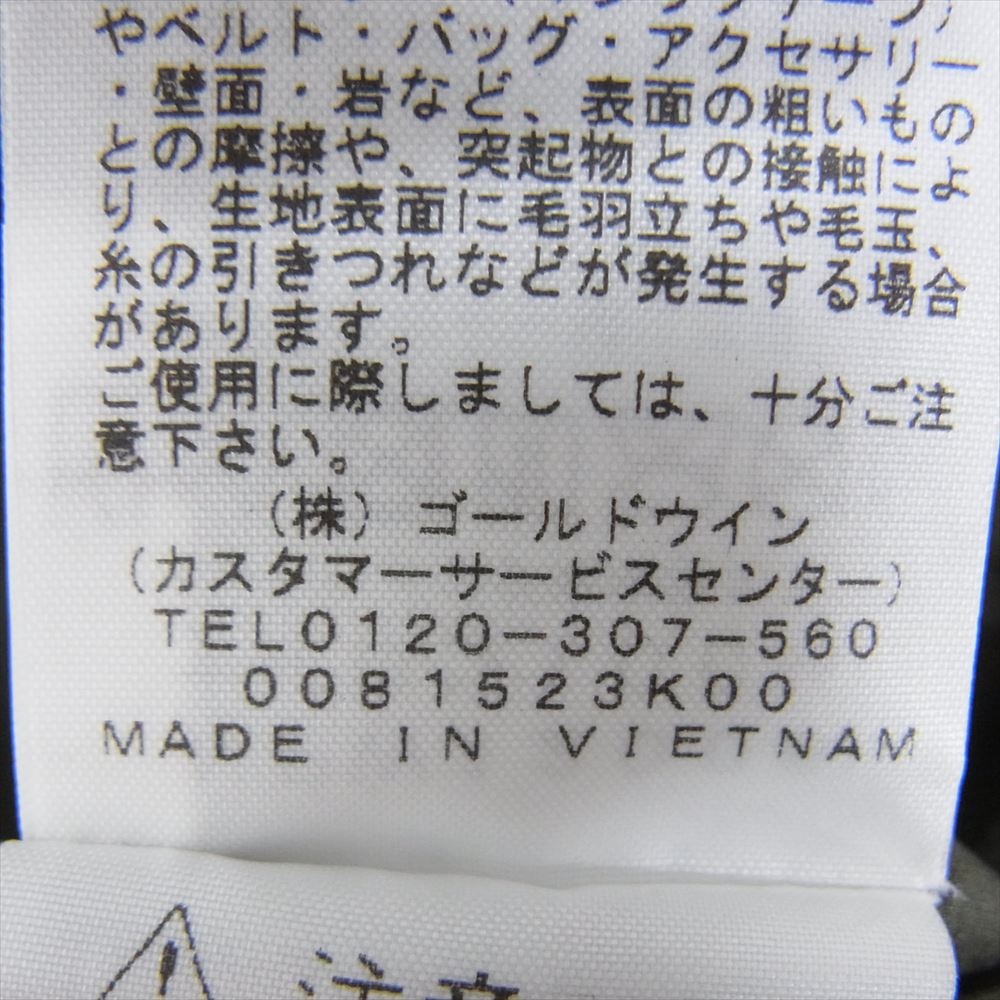 やベルト・バッグ・アクセサリー
・壁面・岩など、表面の粗いもの
との摩擦や、突起物との接触によ
り、生地表面に毛羽立ちや毛玉、
糸の引きつれなどが発生する場合
があります。
ご使用に際しましては、十分ご注
意下さい。
(株) ゴールドウイン
(カスタマーサービスセンター)
TEL0120-307-560
0081523K00
MADE IN VIETNAM
注意